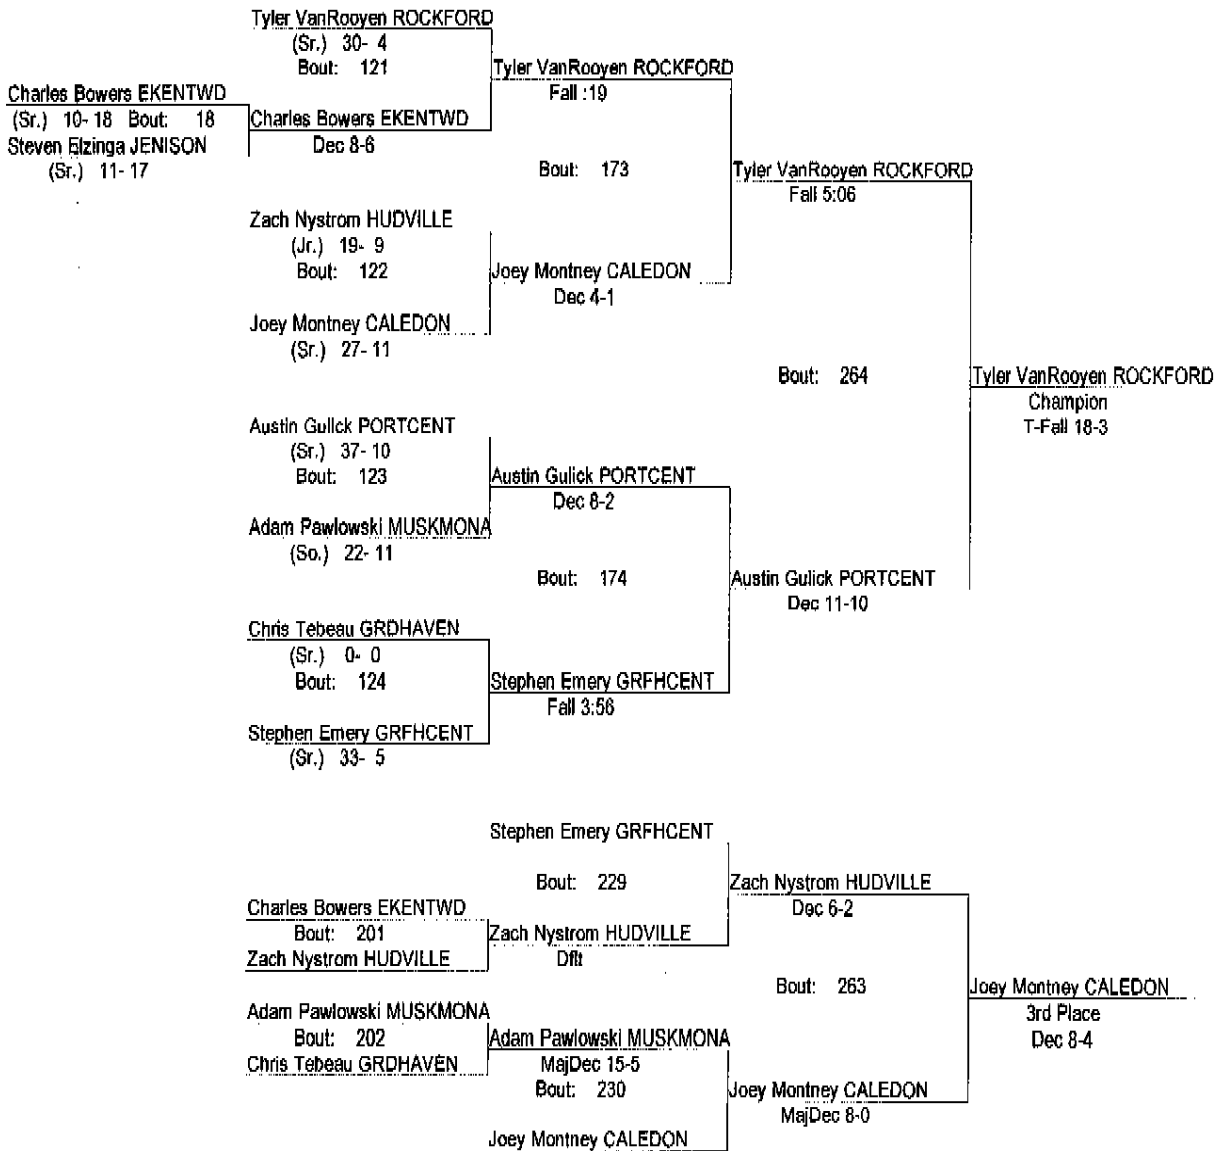 Tyler VanRooyen ROCKFORD
(Sr.) 30- 4
Bout: 121
Tyler VanRooyen ROCKFORD
Fall :19
Charles Bowers EKENTWD
(Sr.) 10- 18 Bout: 18
Charles Bowers EKENTWD
Dec 8-6
Steven Elzinga JENISON
(Sr.) 11- 17
Bout: 173
Tyler VanRooyen ROCKFORD
Fall 5:06
Zach Nystrom HUDVILLE
(Jr.) 19- 9
Bout: 122
Joey Montney CALEDON
Dec 4-1
Joey Montney CALEDON
(Sr.) 27- 11
Bout: 264
Tyler VanRooyen ROCKFORD
Champion
T-Fall 18-3
Austin Gulick PORTCENT
(Sr.) 37- 10
Bout: 123
Austin Gulick PORTCENT
Dec 8-2
Adam Pawlowski MUSKMONA
(So.) 22- 11
Bout: 174
Austin Gulick PORTCENT
Dec 11-10
Chris Tebeau GRDHAVEN
(Sr.) 0- 0
Bout: 124
Stephen Emery GRFHCENT
Fall 3:56
Stephen Emery GRFHCENT
(Sr.) 33- 5
Stephen Emery GRFHCENT
Bout: 229
Zach Nystrom HUDVILLE
Dec 6-2
Charles Bowers EKENTWD
Bout: 201
Zach Nystrom HUDVILLE
Dflt
Zach Nystrom HUDVILLE
Bout: 263
Joey Montney CALEDON
3rd Place
Dec 8-4
Adam Pawlowski MUSKMONA
Bout: 202
Adam Pawlowski MUSKMONA
MajDec 15-5
Chris Tebeau GRDHAVEN
Bout: 230
Joey Montney CALEDON
MajDec 8-0
Joey Montney CALEDON